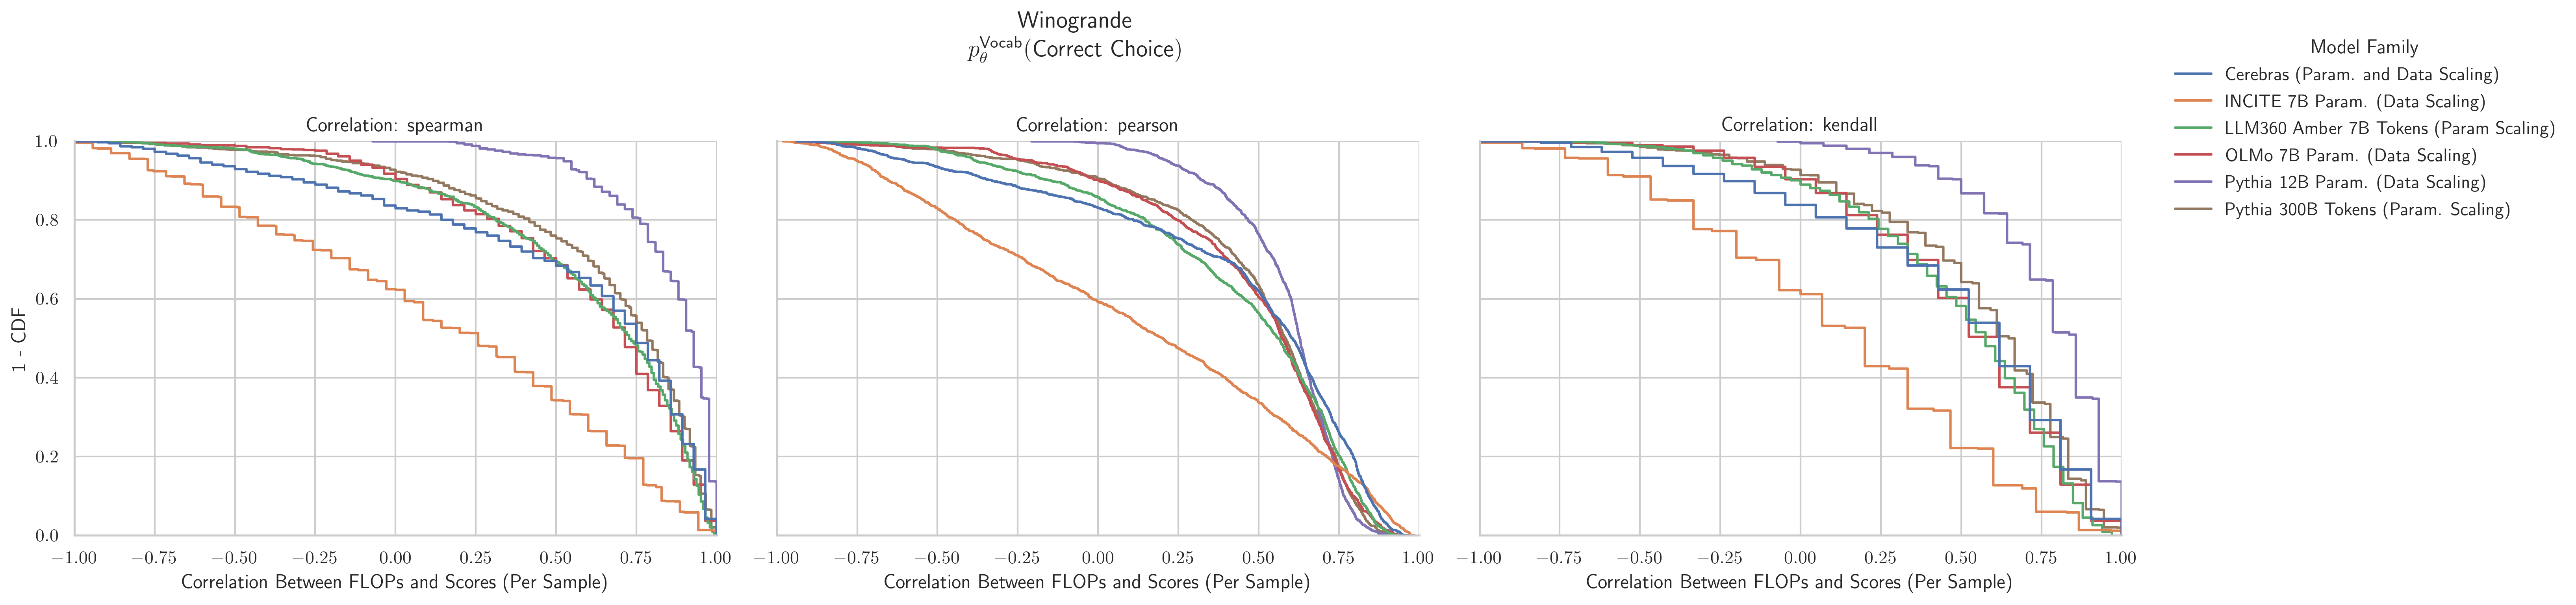 Winogrande
p_θ^Vocab(Correct Choice)
Model Family
Cerebras (Param. and Data Scaling)
INCITE 7B Param. (Data Scaling)
LLM360 Amber 7B Tokens (Param Scaling)
OLMo 7B Param. (Data Scaling)
Pythia 12B Param. (Data Scaling)
Pythia 300B Tokens (Param. Scaling)
Correlation: spearman
1.0
0.8
0.6
0.4
0.2
0.0
1 - CDF
−1.00 −0.75 −0.50 −0.25 0.00 0.25 0.50 0.75 1.00
Correlation Between FLOPs and Scores (Per Sample)
Correlation: pearson
−1.00 −0.75 −0.50 −0.25 0.00 0.25 0.50 0.75 1.00
Correlation Between FLOPs and Scores (Per Sample)
Correlation: kendall
−1.00 −0.75 −0.50 −0.25 0.00 0.25 0.50 0.75 1.00
Correlation Between FLOPs and Scores (Per Sample)